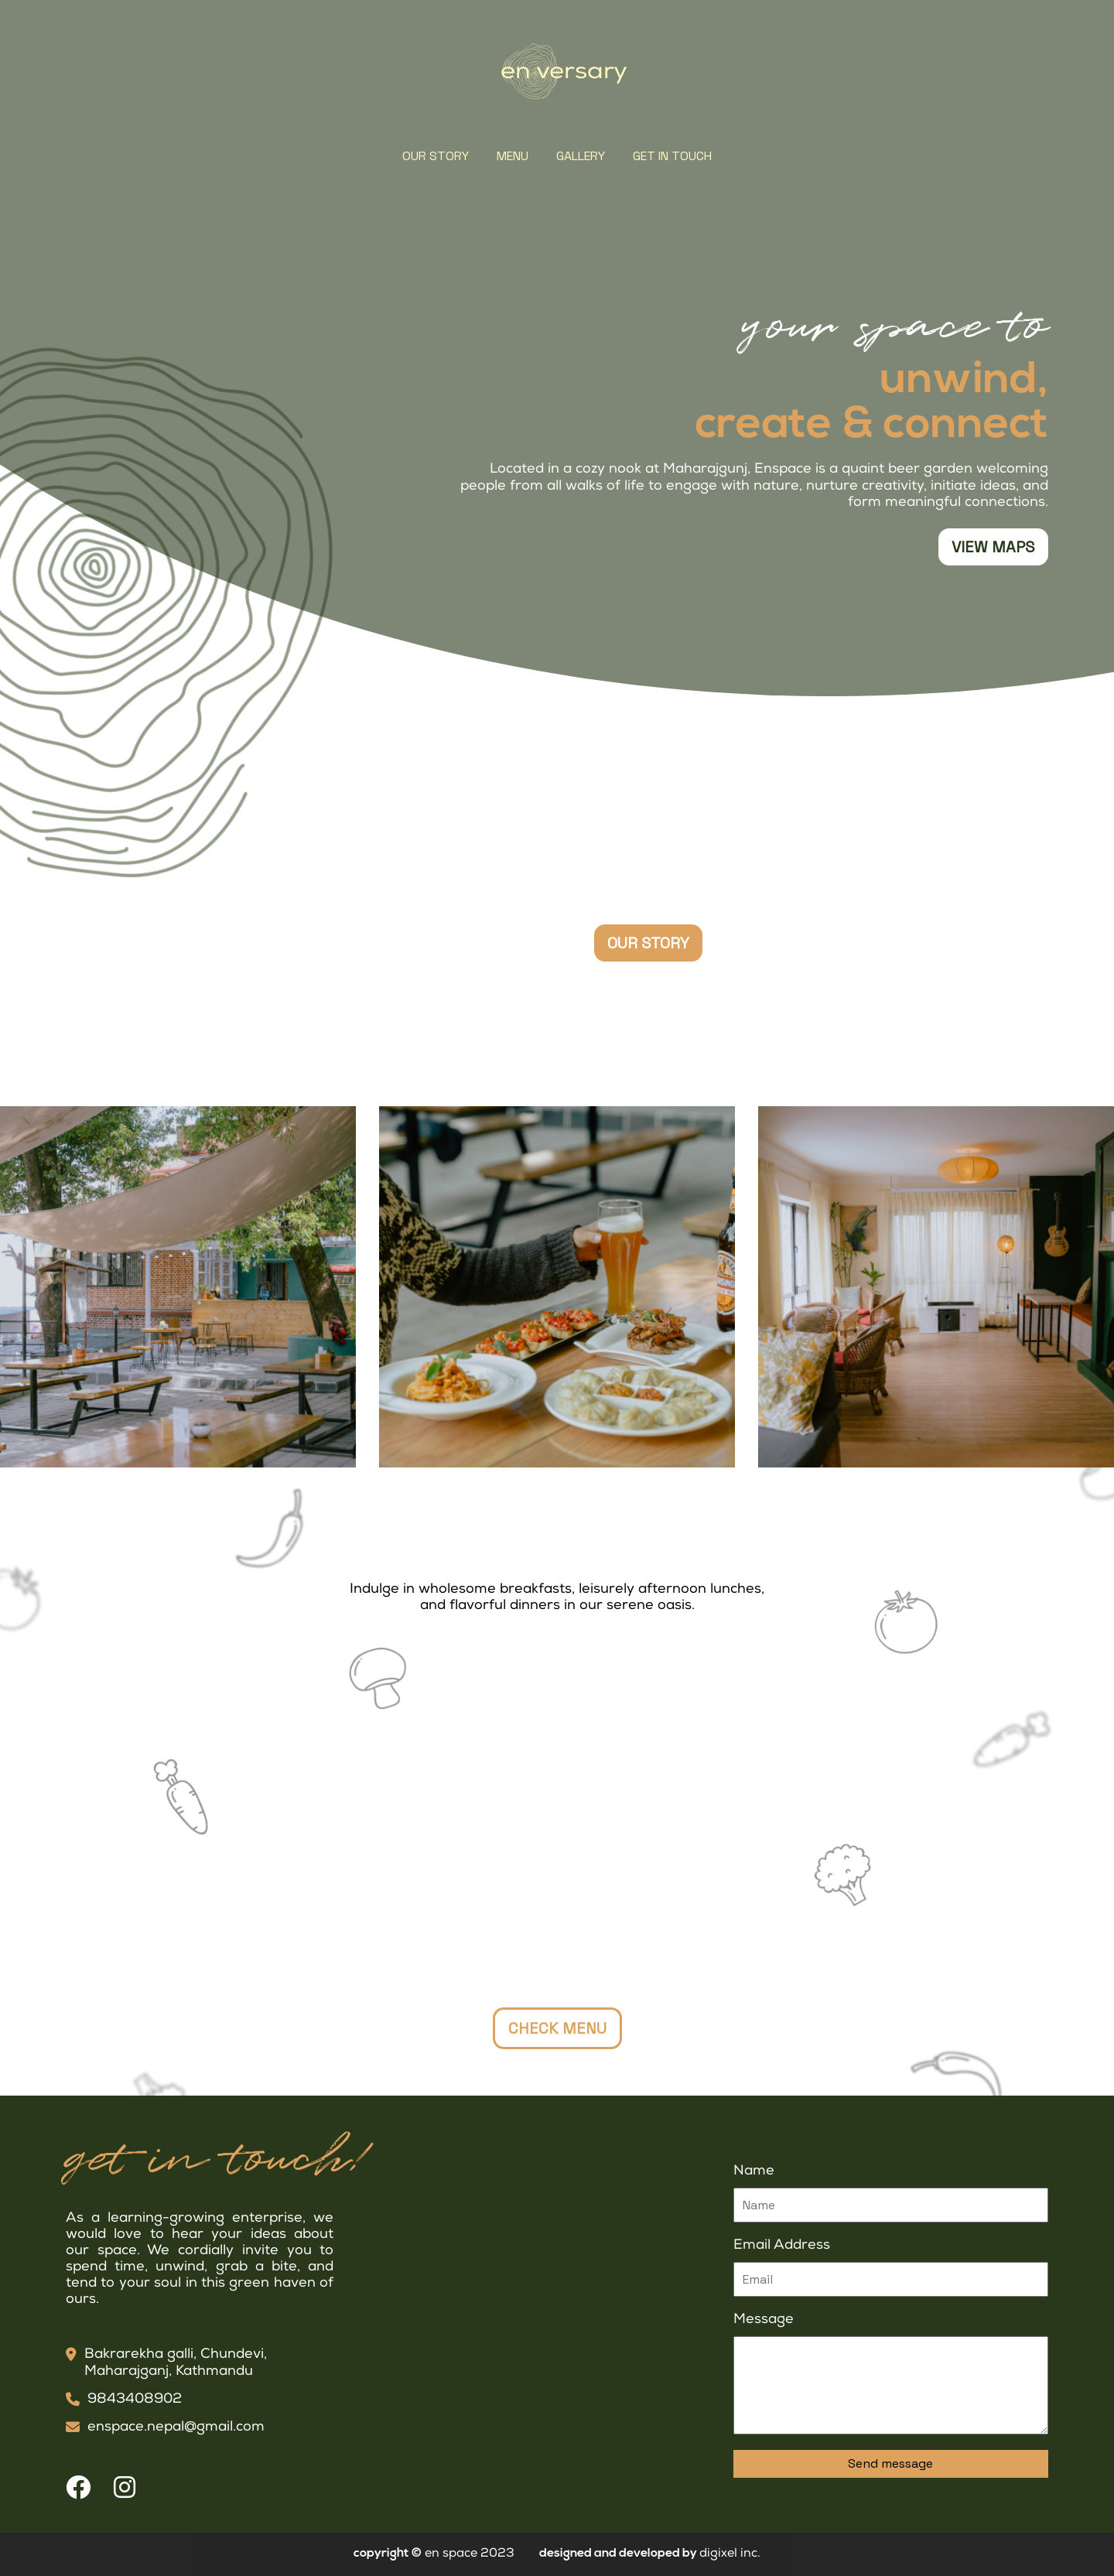 en versary
OUR STORY MENU GALLERY GET IN TOUCH
your space to
unwind,
create & connect
Located in a cozy nook at Maharajgunj, Enspace is a quaint beer garden welcoming
people from all walks of life to engage with nature, nurture creativity, initiate ideas, and
form meaningful connections.
VIEW MAPS
OUR STORY
Indulge in wholesome breakfasts, leisurely afternoon lunches,
and flavorful dinners in our serene oasis.
CHECK MENU
get in touch!
As a learning-growing enterprise, we
would love to hear your ideas about
our space. We cordially invite you to
spend time, unwind, grab a bite, and
tend to your soul in this green haven of
ours.
Bakrarekha galli, Chundevi,
Maharajganj, Kathmandu
9843408902
enspace.nepal@gmail.com
Name
Name
Email Address
Email
Message
Send message
copyright © en space 2023 designed and developed by digixel inc.